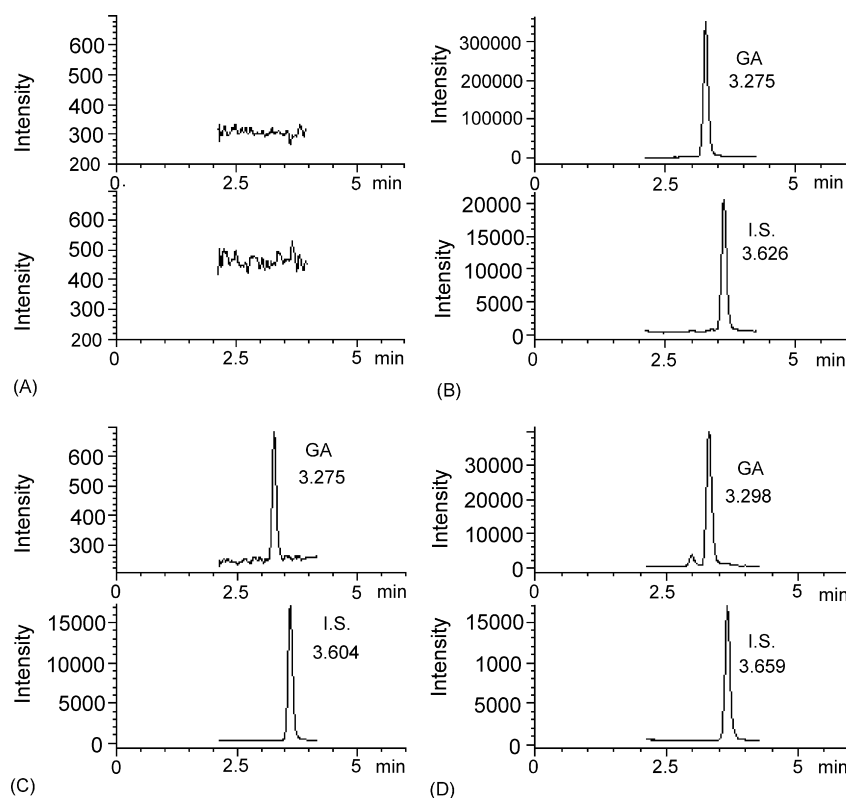 Intensity
700
600
500
400
300
200
0.
2.5
5
min
Intensity
600
500
400
300
200
0
2.5
5
min
(A)
Intensity
300000
200000
100000
0
GA
3.275
2.5
5
min
Intensity
20000
15000
10000
5000
0
I.S.
3.626
0
2.5
5
min
(B)
Intensity
600
500
400
300
GA
3.275
0
2.5
5
min
Intensity
15000
10000
5000
0
I.S.
3.604
0
2.5
5
min
(C)
Intensity
30000
20000
10000
0
GA
3.298
0
2.5
5
min
Intensity
15000
1000
5000
0
I.S.
3.659
0
2.5
5
min
(D)